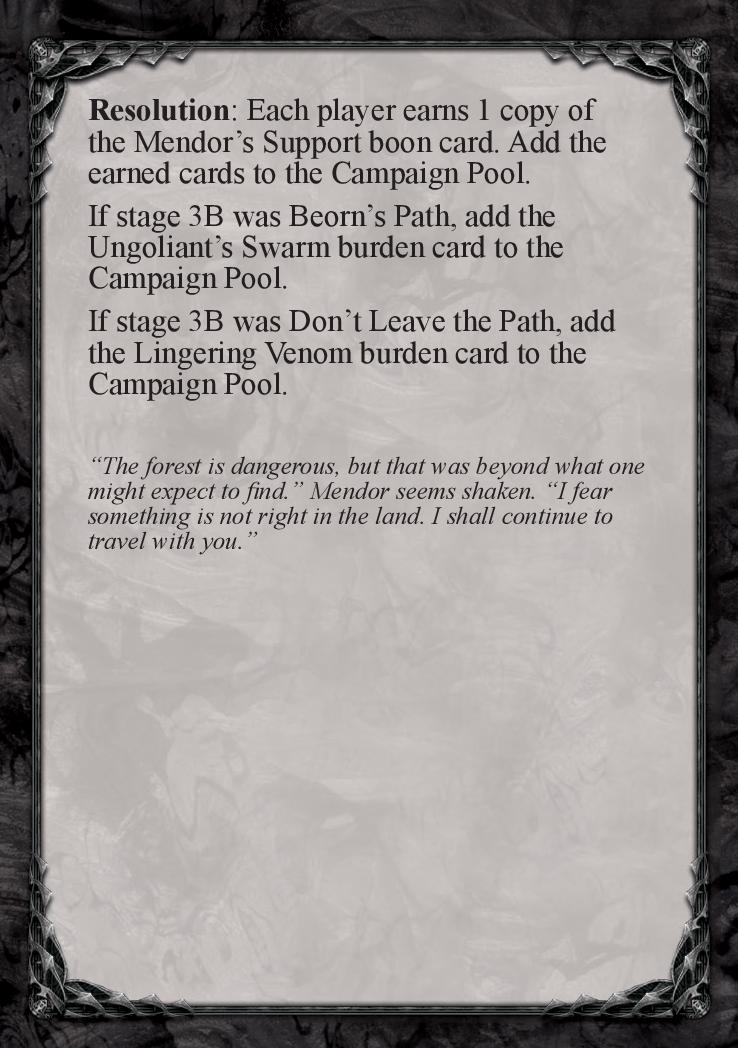 Resolution: Each player earns 1 copy of
the Mendor’s Support boon card. Add the
earned cards to the Campaign Pool.
If stage 3B was Beorn’s Path, add the
Ungoliant’s Swarm burden card to the
Campaign Pool.
If stage 3B was Don’t Leave the Path, add
the Lingering Venom burden card to the
Campaign Pool.
“The forest is dangerous, but that was beyond what one
might expect to find.” Mendor seems shaken. “I fear
something is not right in the land. I shall continue to
travel with you.”